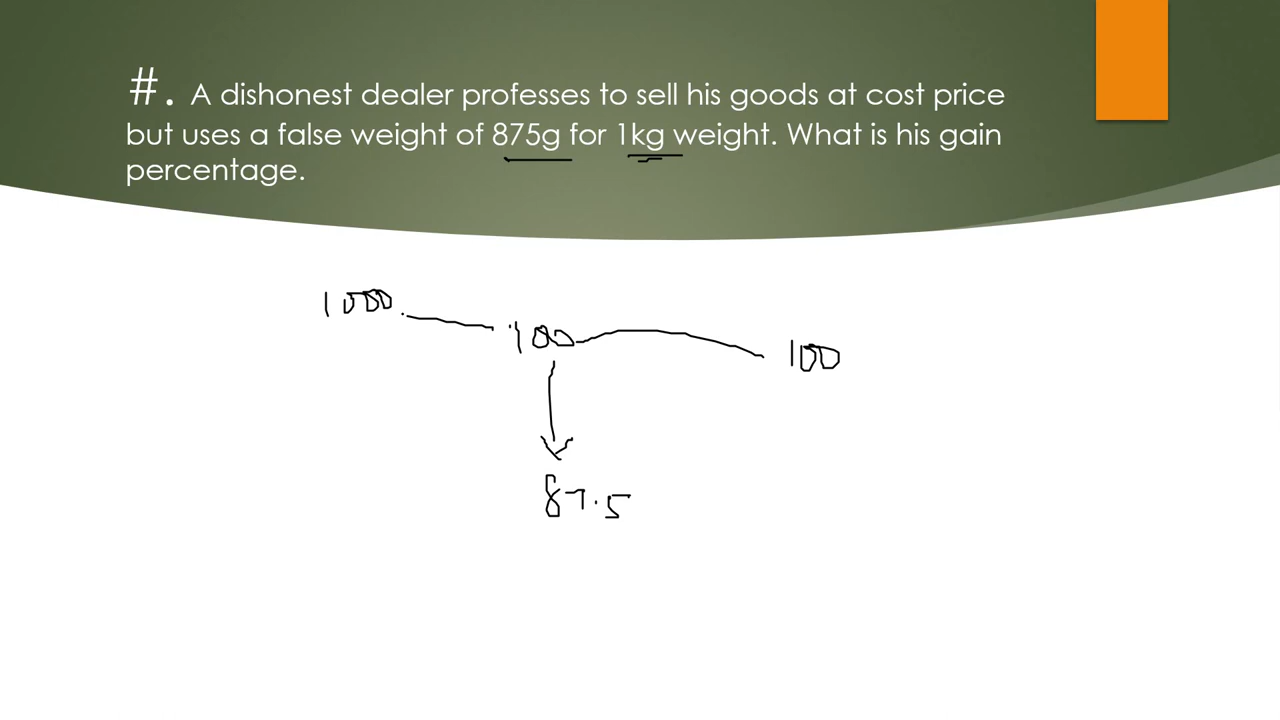 #. A dishonest dealer professes to sell his goods at cost price
but uses a false weight of 875g for 1kg weight. What is his gain
percentage.
1000
100
100
87.5